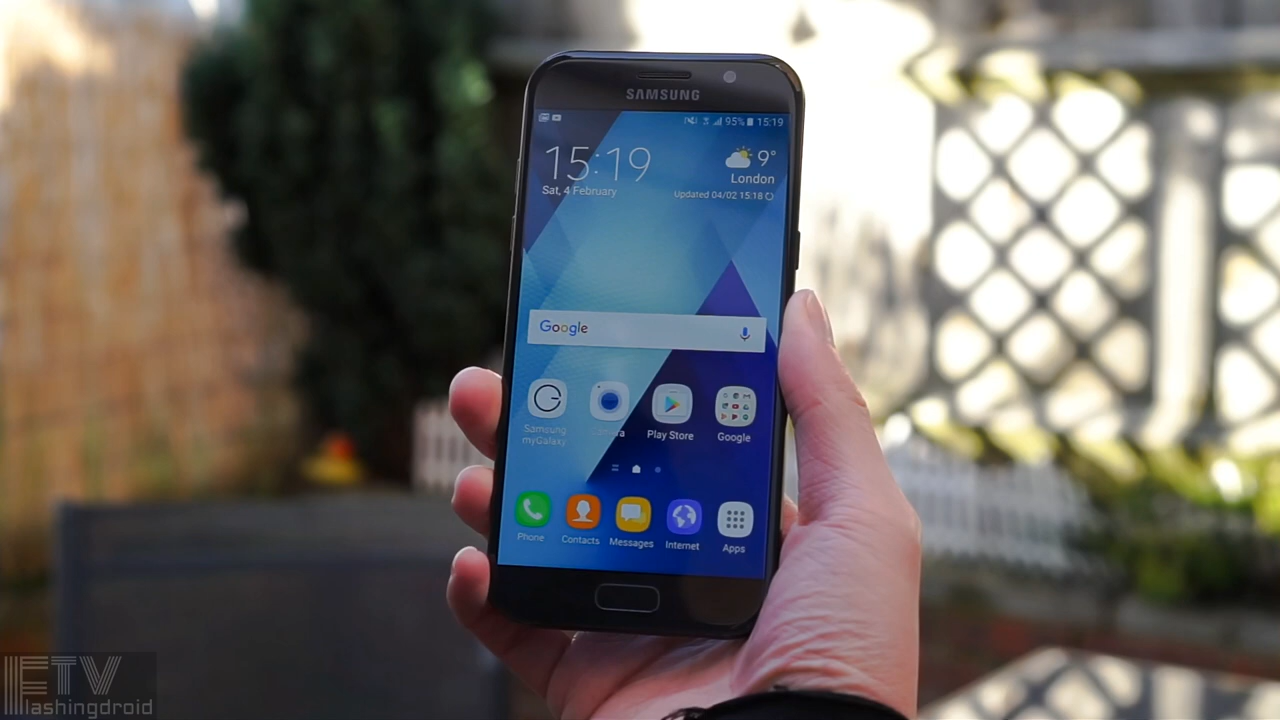 SAMSUNG
95% 15:19
15:19
Sat, 4 February
9°
London
Updated 04/02 15:18
Google
Samsung
myGalaxy
Camera
Play Store
Google
Phone
Contacts
Messages
Internet
Apps
ETV
lashingdroid